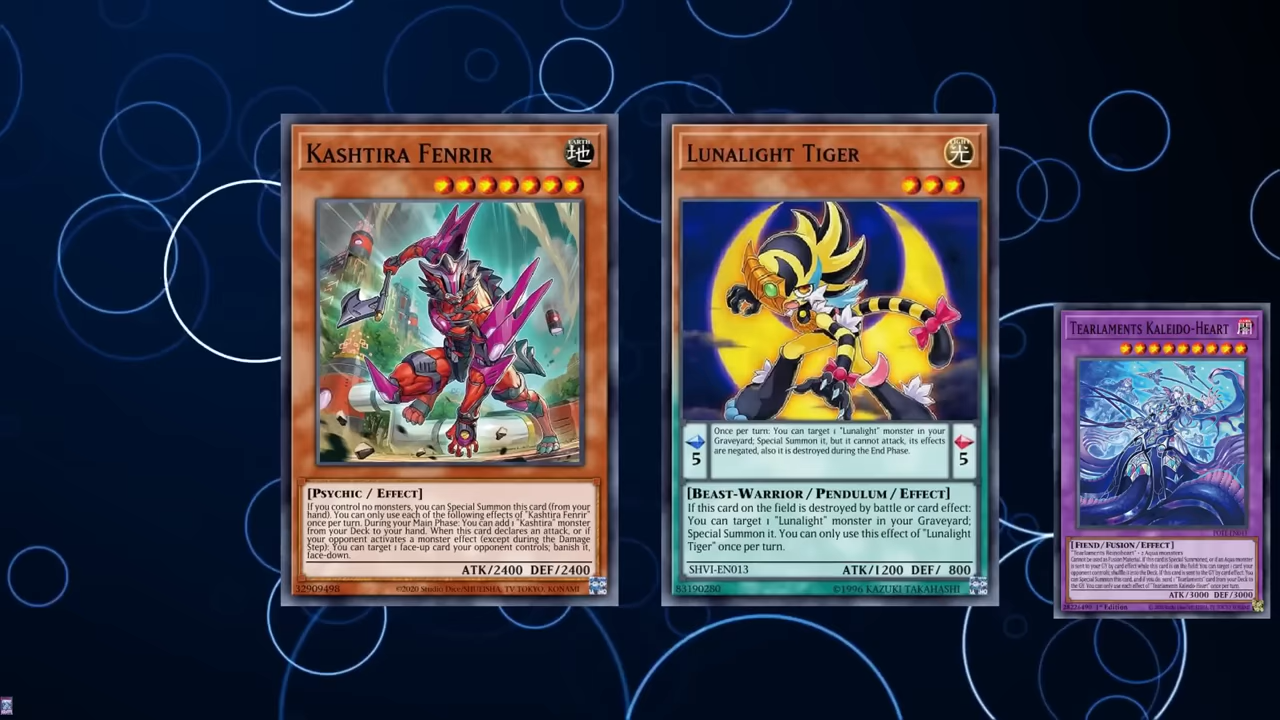 KASHTIRA FENRIR
EARTH
地
[PSYCHIC / EFFECT]
If you control no monsters, you can Special Summon this card (from your
hand). You can only use each of the following effects of "Kashtira Fenrir"
once per turn. During your Main Phase: You can add 1 "Kashtira" monster
from your Deck to your hand. When this card declares an attack, or if
your opponent activates a monster effect (except during the Damage
Step): You can target 1 face-up card your opponent controls; banish it,
face-down.
ATK/2400 DEF/2400
32909498
©2020 Studio Dice/SHUEISHA, TV TOKYO, KONAMI
LUNALIGHT TIGER
LIGHT
光
5
Once per turn: You can target 1 "Lunalight" monster in your
Graveyard; Special Summon it, but it cannot attack, its effects
are negated, also it is destroyed during the End Phase.
5
[BEAST-WARRIOR / PENDULUM / EFFECT]
If this card on the field is destroyed by battle or card effect:
You can target 1 "Lunalight" monster in your Graveyard;
Special Summon it. You can only use this effect of "Lunalight
Tiger" once per turn.
SHVI-EN013
ATK/1200 DEF/ 800
83190280
©1996 KAZUKI TAKAHASHI
TEARLAMENTS KALEIDO-HEART
[FIEND/FUSION/EFFECT]
ATK/3000 DEF/3000
1st Edition